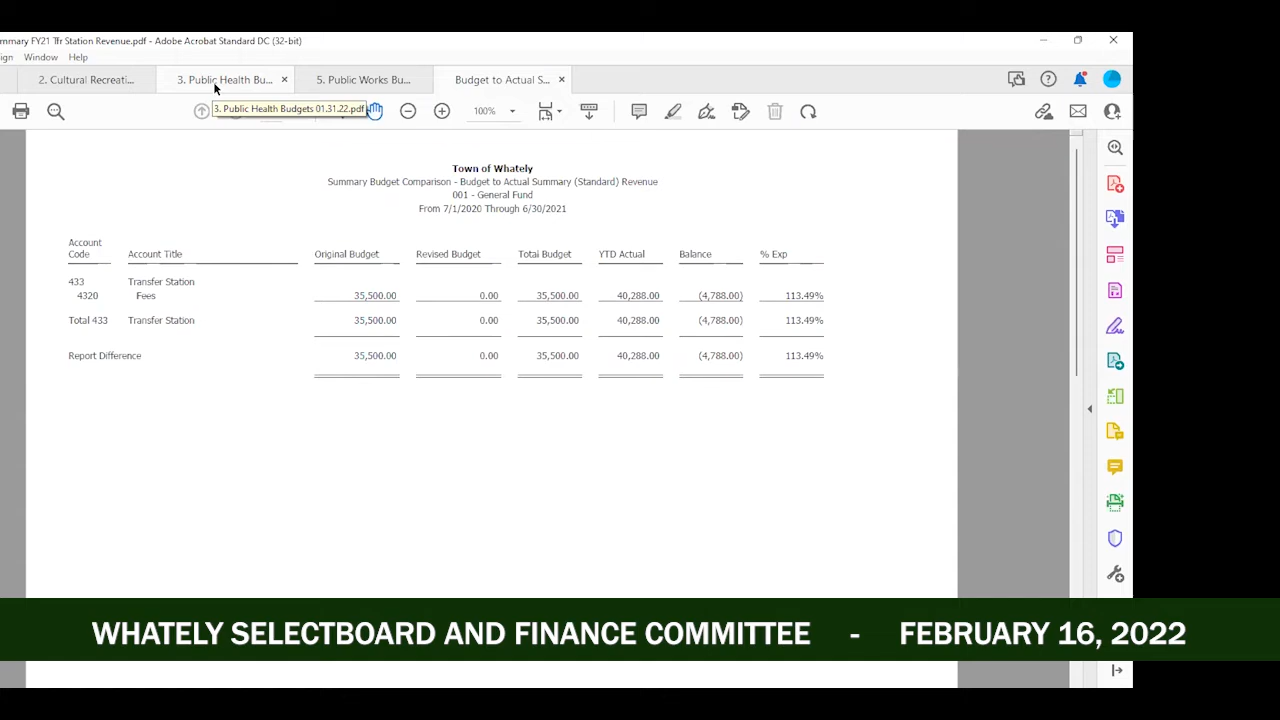 mmary FY21 Tfr Station Revenue.pdf - Adobe Acrobat Standard DC (32-bit)
ign Window Help
2. Cultural Recreati... 3. Public Health Bu... 5. Public Works Bu... Budget to Actual S...
3. Public Health Budgets 01.31.22.pdf
100%
Town of Whately
Summary Budget Comparison - Budget to Actual Summary (Standard) Revenue
001 - General Fund
From 7/1/2020 Through 6/30/2021
Account
Code Account Title Original Budget Revised Budget Total Budget YTD Actual Balance % Exp
433 Transfer Station
4320 Fees 35,500.00 0.00 35,500.00 40,288.00 (4,788.00) 113.49%
Total 433 Transfer Station 35,500.00 0.00 35,500.00 40,288.00 (4,788.00) 113.49%
Report Difference 35,500.00 0.00 35,500.00 40,288.00 (4,788.00) 113.49%
WHATELY SELECTBOARD AND FINANCE COMMITTEE - FEBRUARY 16, 2022